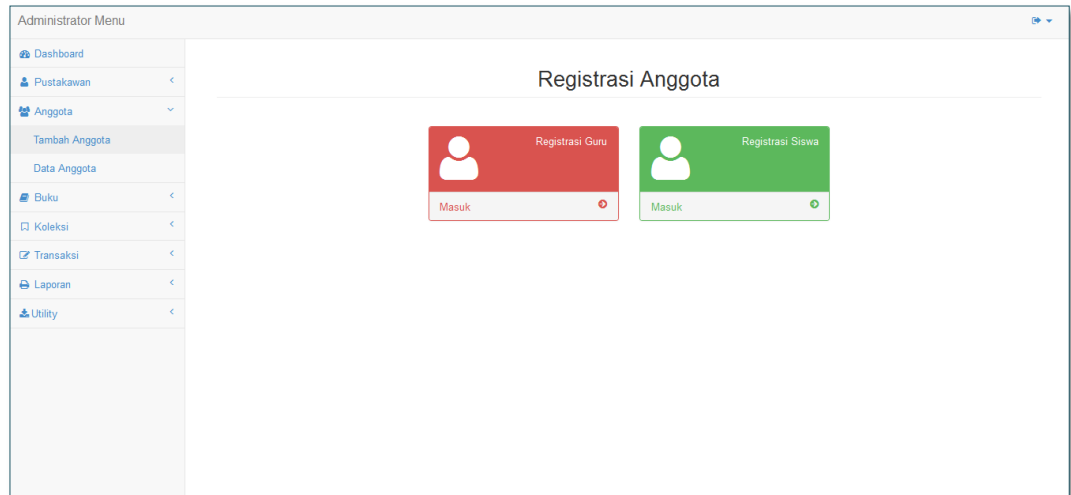 Administrator Menu
Dashboard
Pustakawan
Anggota
Tambah Anggota
Data Anggota
Buku
Koleksi
Transaksi
Laporan
Utility
Registrasi Anggota
Registrasi Guru
Masuk
Registrasi Siswa
Masuk